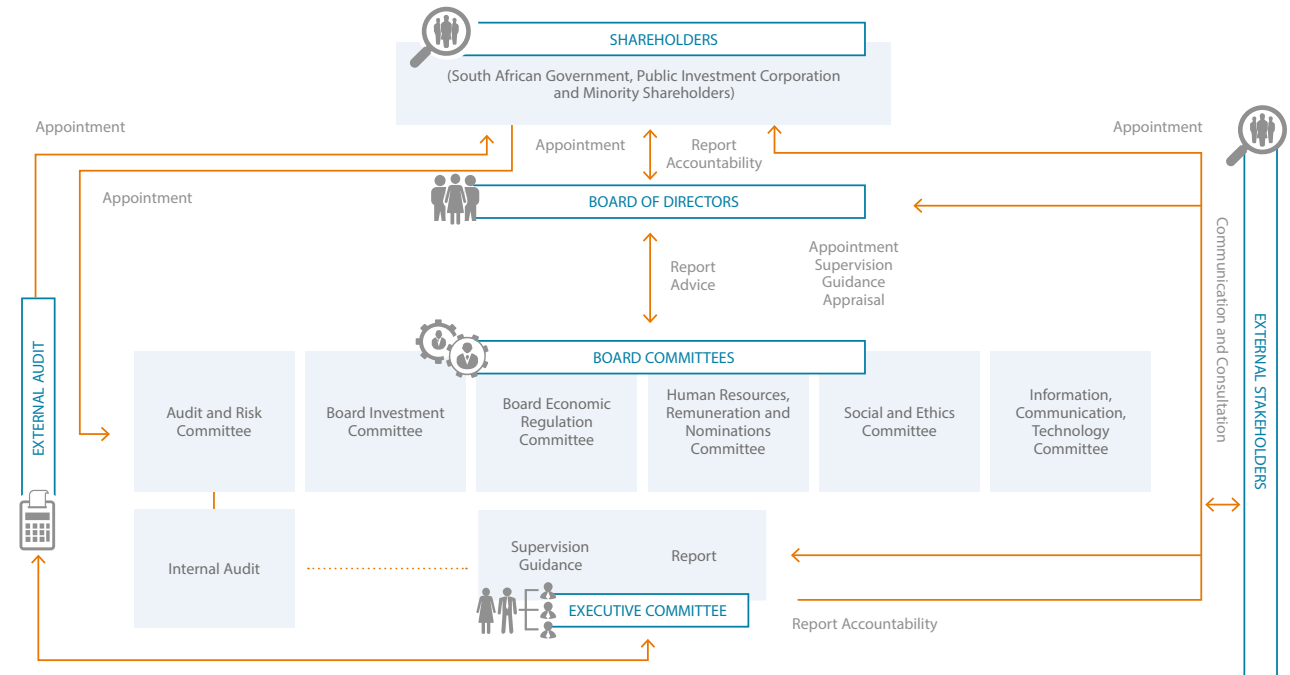 SHAREHOLDERS
(South African Government, Public Investment Corporation
and Minority Shareholders)
Appointment
Appointment
Appointment
Report
Accountability
Appointment
BOARD OF DIRECTORS
Report
Advice
Appointment
Supervision
Guidance
Appraisal
Communication and Consultation
EXTERNAL STAKEHOLDERS
EXTERNAL AUDIT
BOARD COMMITTEES
Audit and Risk
Committee
Board Investment
Committee
Board Economic
Regulation
Committee
Human Resources,
Remuneration and
Nominations
Committee
Social and Ethics
Committee
Information,
Communication,
Technology
Committee
Internal Audit
Supervision
Guidance
Report
EXECUTIVE COMMITTEE
Report Accountability